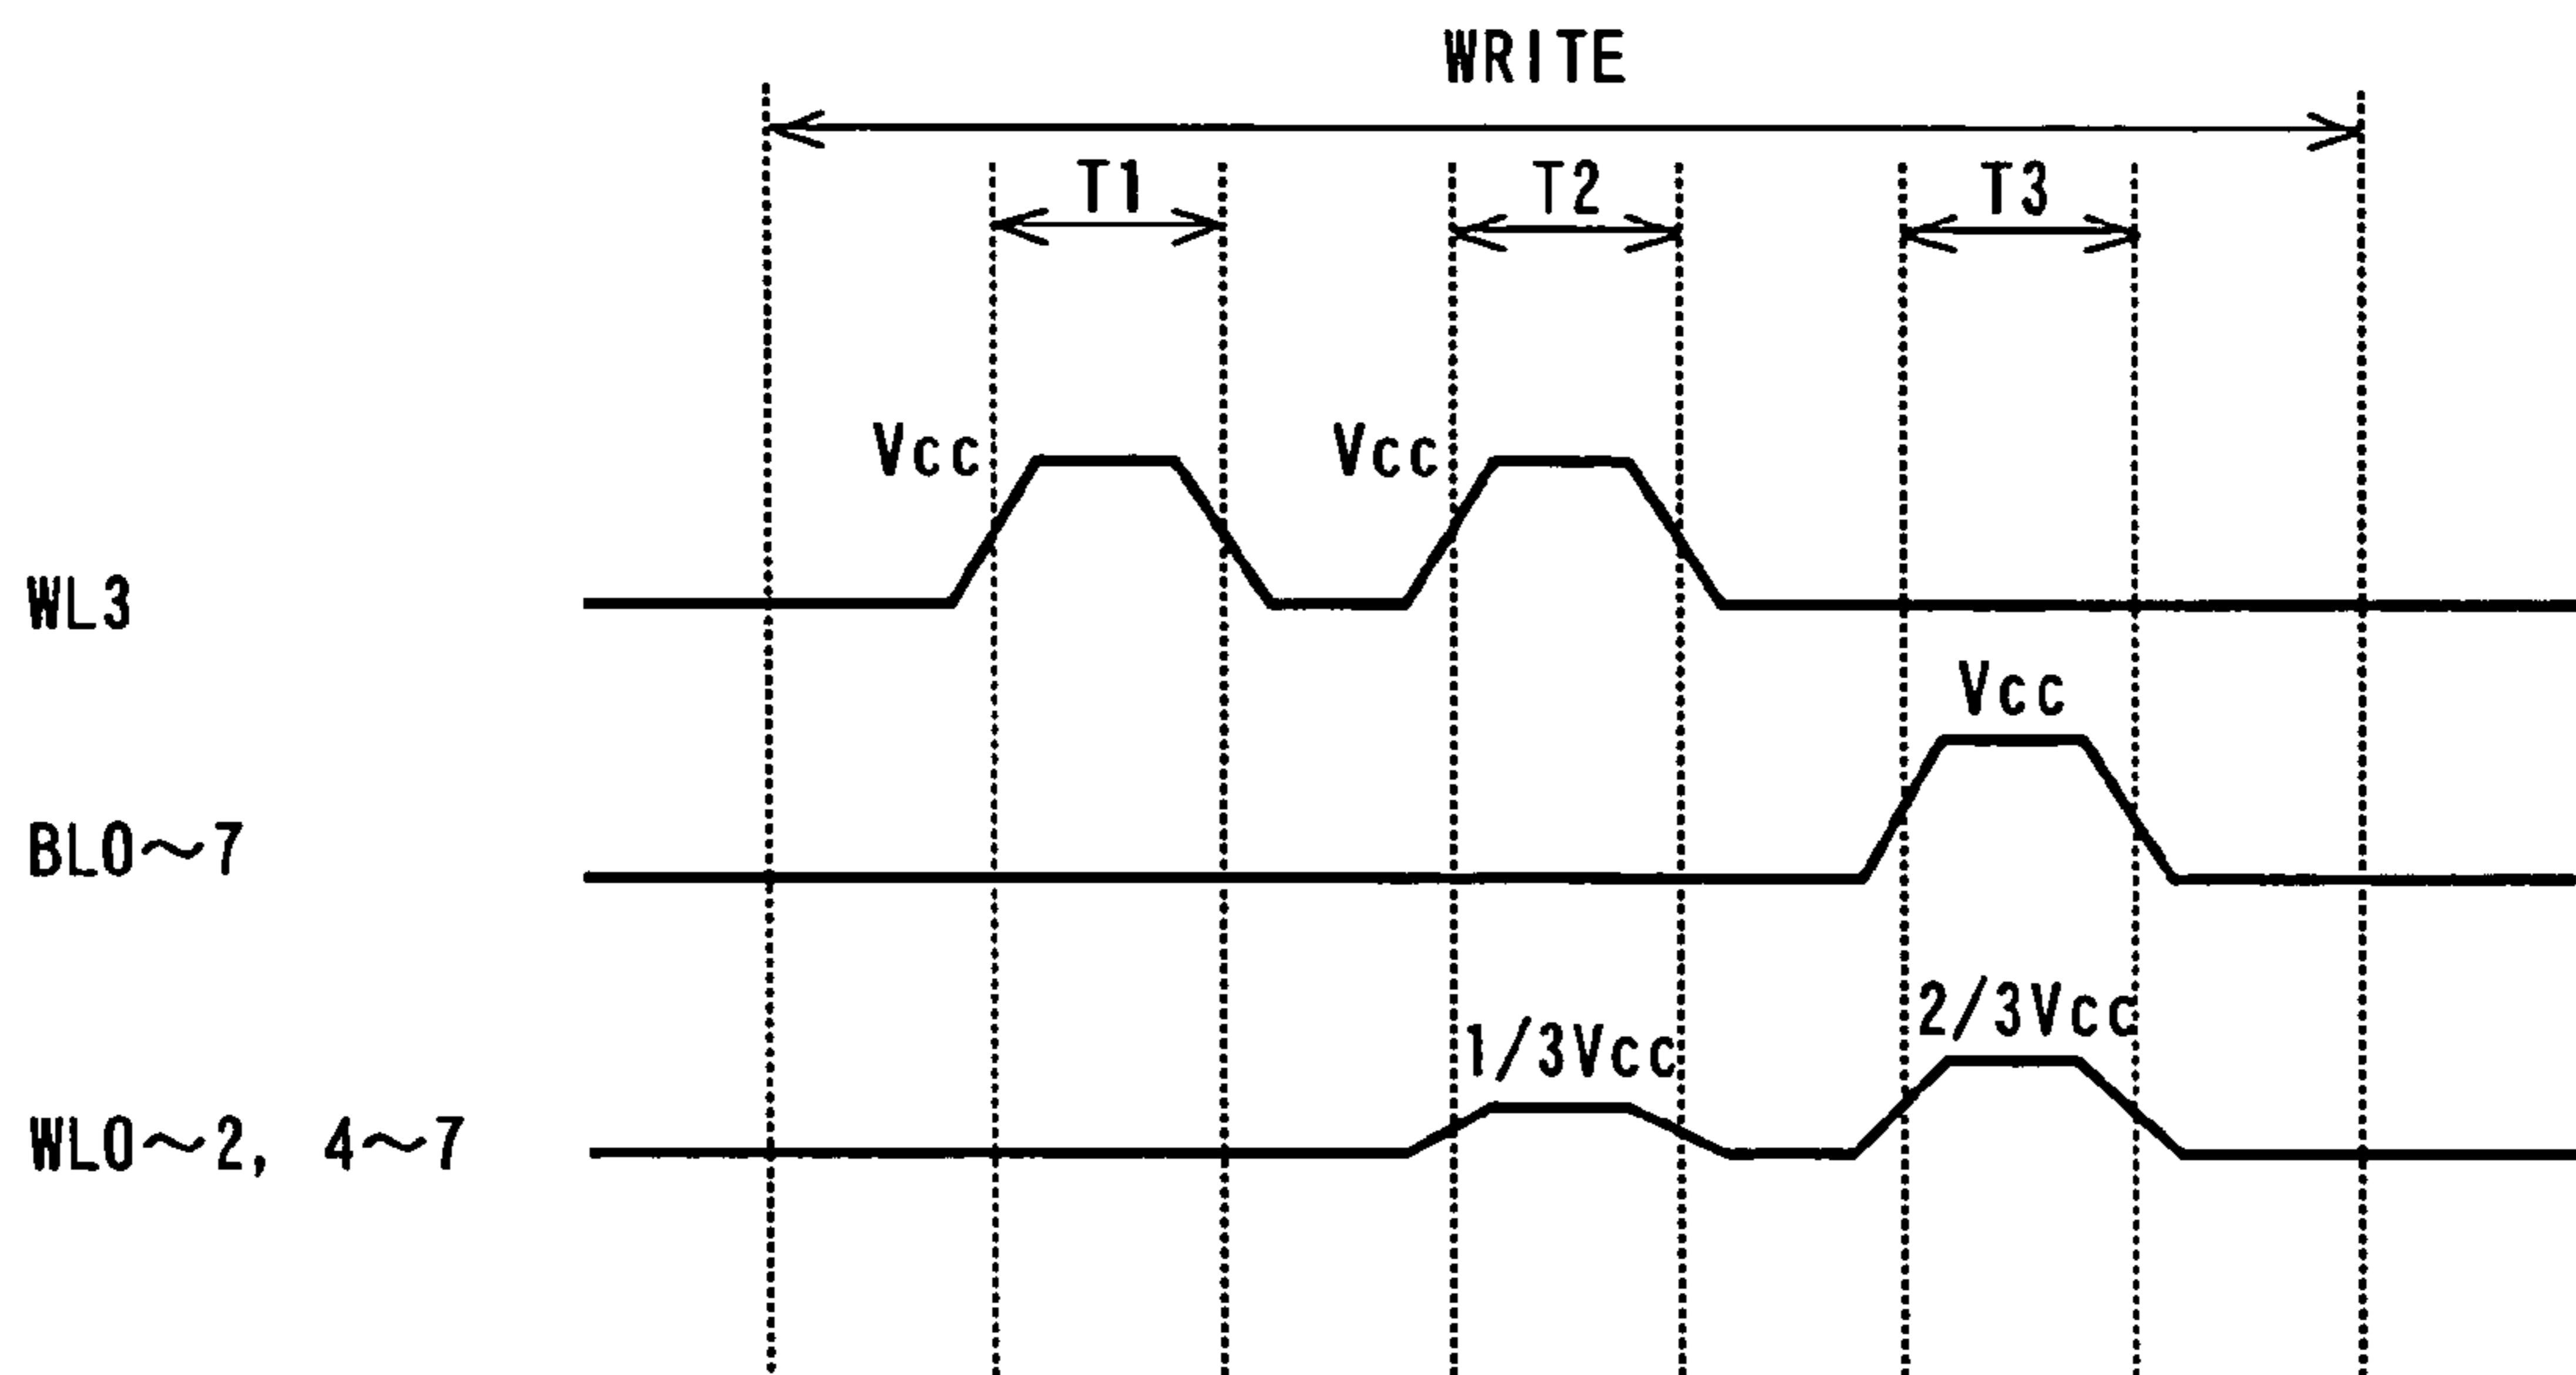 WRITE
T1 T2 T3
Vcc Vcc
WL3
Vcc
BL0〜7
1/3Vcc 2/3Vcc
WL0〜2, 4〜7